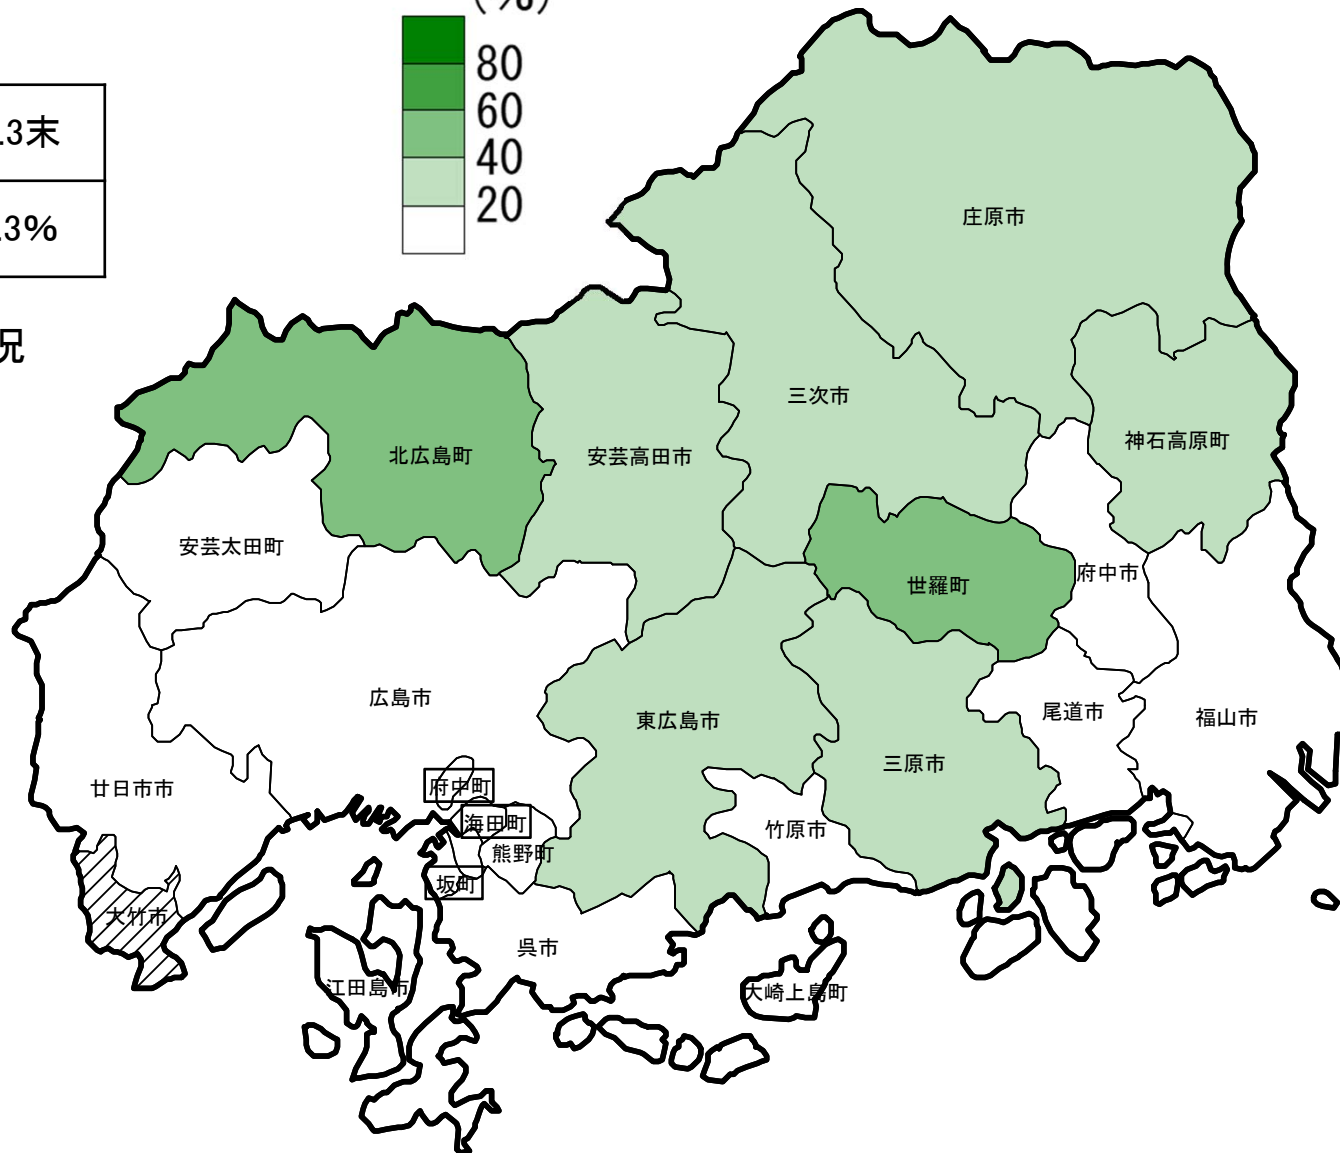 (%)
80
60
40
20
.3末
.3%
況
庄原市
三次市
神石高原町
北広島町
安芸高田市
安芸太田町
世羅町
府中市
広島市
東広島市
尾道市
福山市
三原市
廿日市市
府中町
海田町
竹原市
熊野町
坂町
大竹市
呉市
江田島市
大崎上島町